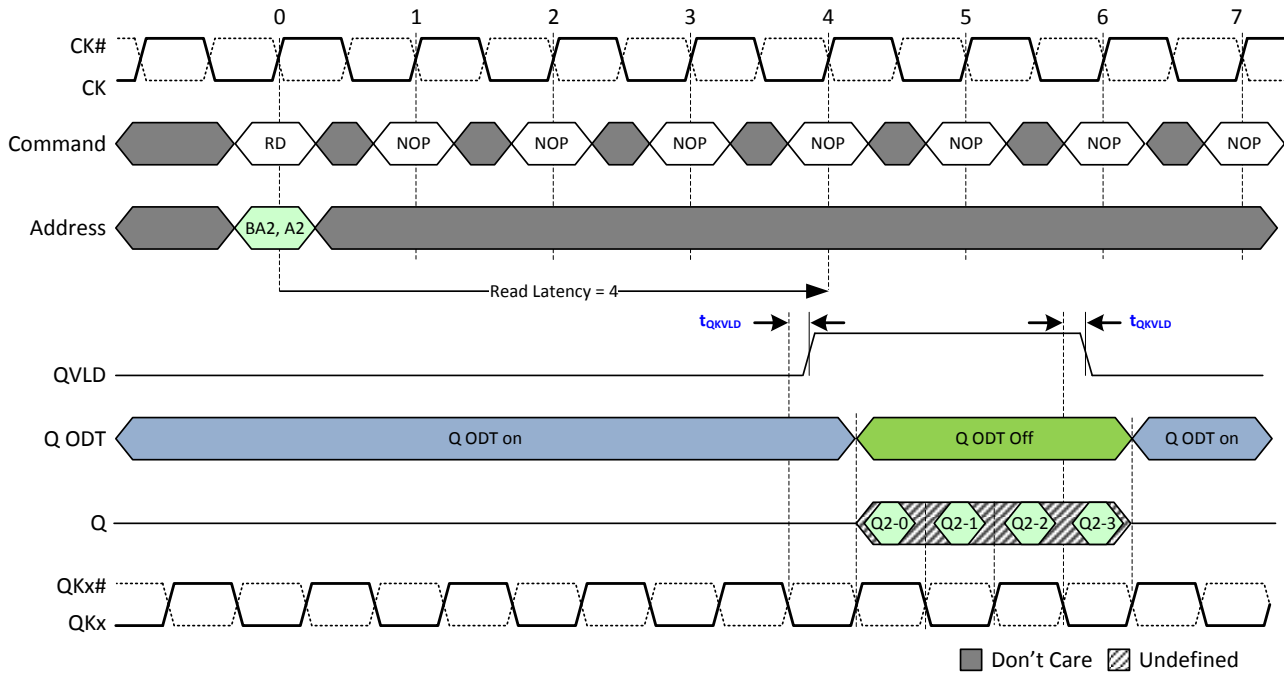 0 1 2 3 4 5 6 7
CK#
CK
Command RD NOP NOP NOP NOP NOP NOP NOP
Address BA2, A2
Read Latency = 4
tQKVLD tQKVLD
QVLD
Q ODT Q ODT on Q ODT Off Q ODT on
Q Q2-0 Q2-1 Q2-2 Q2-3
QKx#
QKx
Don't Care Undefined